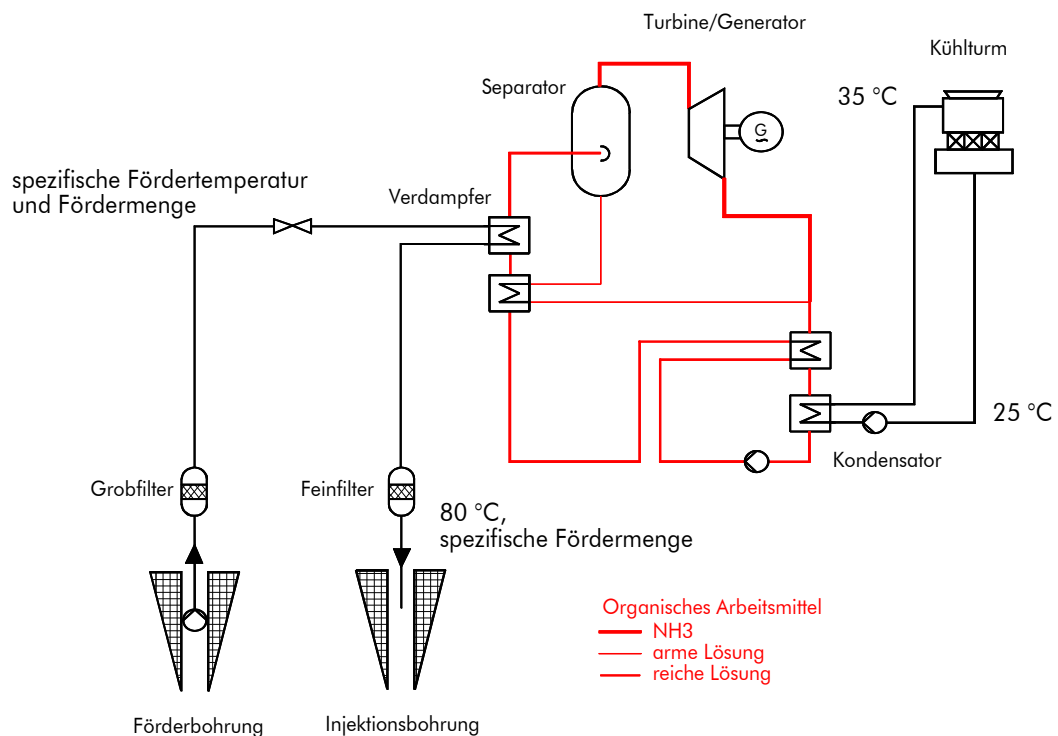 Turbine/Generator
Kühlturm
Separator
35 °C
G
spezifische Fördertemperatur
und Fördermenge
Verdampfer
25 °C
Kondensator
Grobfilter
Feinfilter
80 °C,
spezifische Fördermenge
Organisches Arbeitsmittel
NH3
arme Lösung
reiche Lösung
Förderbohrung
Injektionsbohrung